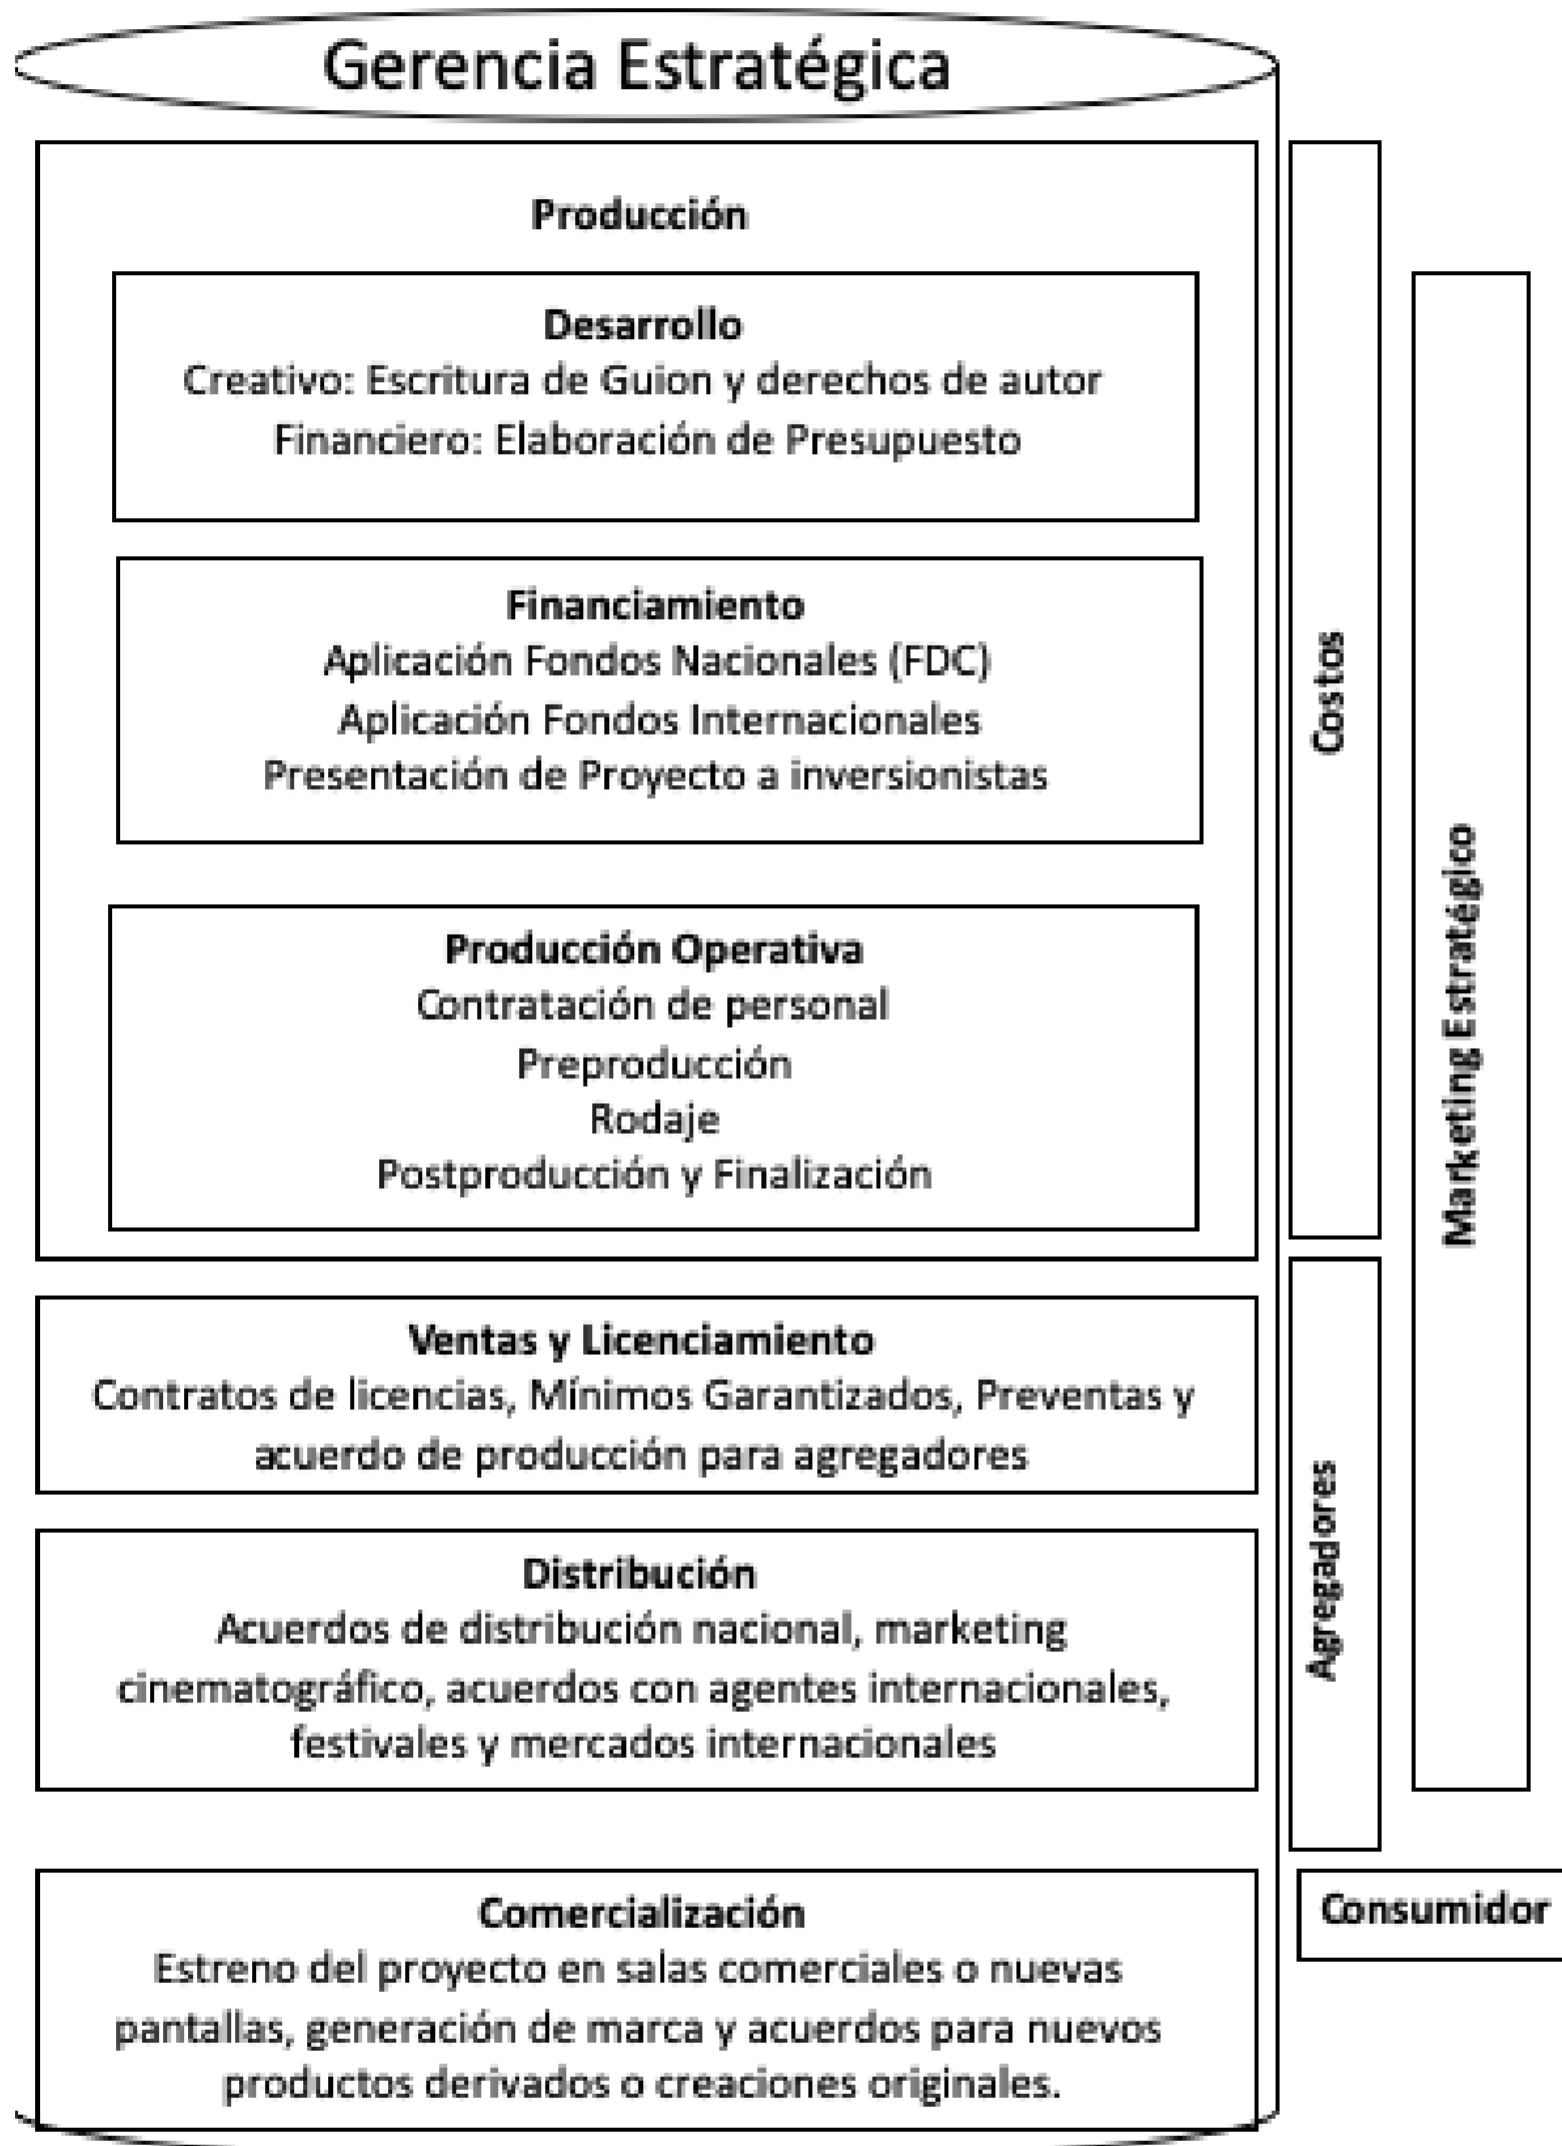 Gerencia Estratégica
Producción
Desarrollo
Creativo: Escritura de Guion y derechos de autor
Financiero: Elaboración de Presupuesto
Financiamiento
Aplicación Fondos Nacionales (FDC)
Aplicación Fondos Internacionales
Presentación de Proyecto a inversionistas
Producción Operativa
Contratación de personal
Preproducción
Rodaje
Postproducción y Finalización
Costos
Marketing Estratégico
Ventas y Licenciamiento
Contratos de licencias, Mínimos Garantizados, Preventas y
acuerdo de producción para agregadores
Distribución
Acuerdos de distribución nacional, marketing
cinematográfico, acuerdos con agentes internacionales,
festivales y mercados internacionales
Agregadores
Comercialización
Estreno del proyecto en salas comerciales o nuevas
pantallas, generación de marca y acuerdos para nuevos
productos derivados o creaciones originales.
Consumidor